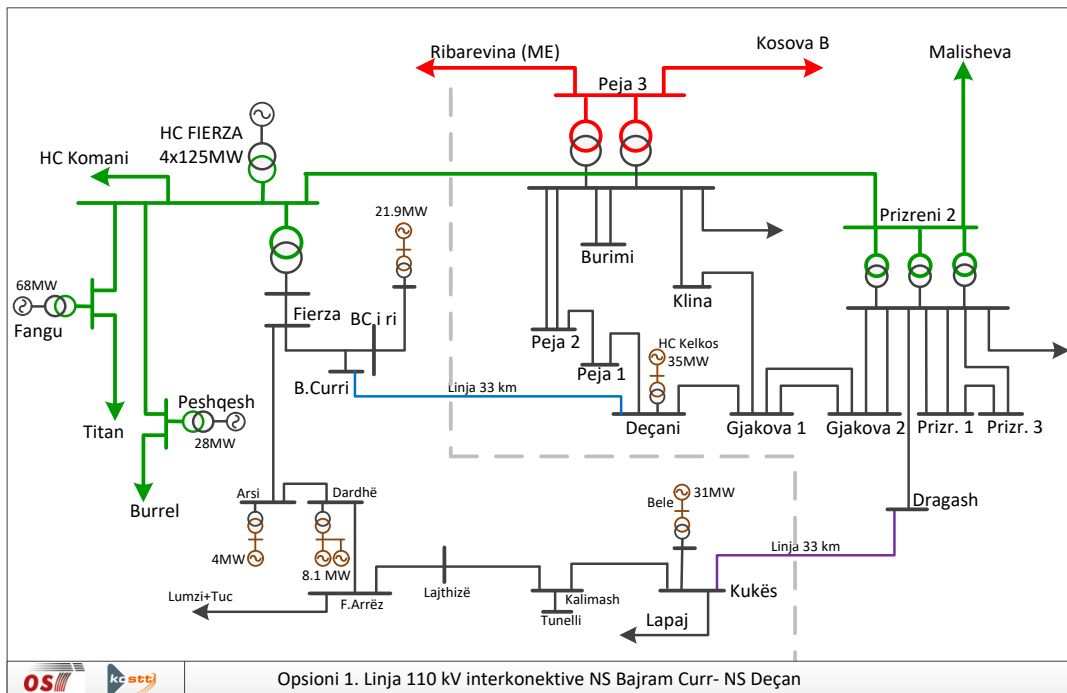 Ribarevina (ME)
Kosova B
Malisheva
Peja 3
HC FIERZA
4x125MW
HC Komani
21.9MW
Prizreni 2
Burimi
68MW
Fangu
Fierza
BC i ri
Klina
Peja 2
HC Kelkos
35MW
Peja 1
B.Curri
Linja 33 km
Peshqesh
28MW
Titan
Deçani
Gjakova 1
Gjakova 2
Prizr. 1
Prizr. 3
Burrel
Arsi
Dardhë
31MW
Bele
Dragash
4MW
8.1 MW
Linja 33 km
Lajthizë
Lumzi+Tuc
F.Arrëz
Kalimash
Tunelli
Kukës
Lapaj
OST
kostt
Opsioni 1. Linja 110 kV interkonektive NS Bajram Curr- NS Deçan